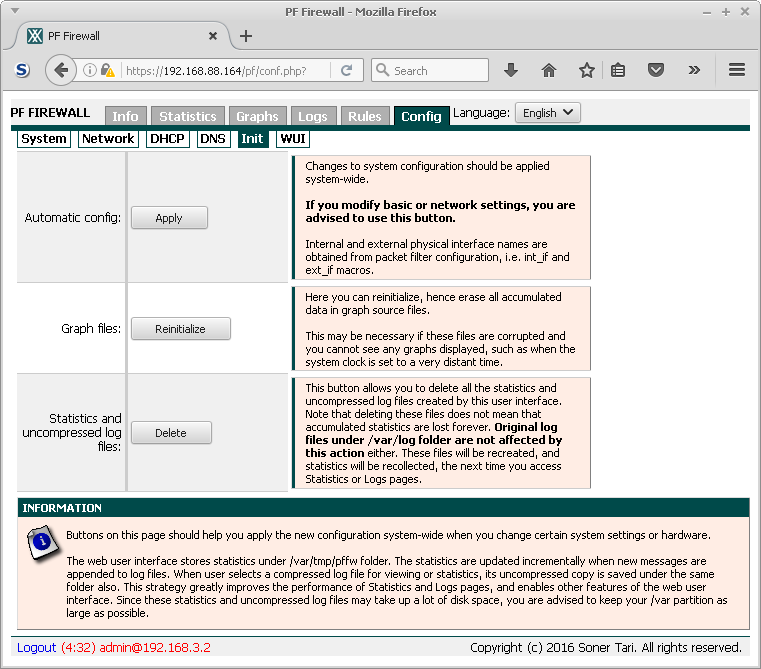 PF Firewall - Mozilla Firefox
PF Firewall
https://192.168.88.164/pf/conf.php?
Search
PF FIREWALL Info Statistics Graphs Logs Rules Config Language: English
System Network DHCP DNS Init WUI
Automatic config:
Apply
Changes to system configuration should be applied
system-wide.
If you modify basic or network settings, you are
advised to use this button.
Internal and external physical interface names are
obtained from packet filter configuration, i.e. int_if and
ext_if macros.
Graph files:
Reinitialize
Here you can reinitialize, hence erase all accumulated
data in graph source files.
This may be necessary if these files are corrupted and
you cannot see any graphs displayed, such as when the
system clock is set to a very distant time.
Statistics and
uncompressed log
files:
Delete
This button allows you to delete all the statistics and
uncompressed log files created by this user interface.
Note that deleting these files does not mean that
accumulated statistics are lost forever. Original log
files under /var/log folder are not affected by
this action either. These files will be recreated, and
statistics will be recollected, the next time you access
Statistics or Logs pages.
INFORMATION
Buttons on this page should help you apply the new configuration system-wide when you change certain system settings or hardware.
The web user interface stores statistics under /var/tmp/pffw folder. The statistics are updated incrementally when new messages are
appended to log files. When user selects a compressed log file for viewing or statistics, its uncompressed copy is saved under the same
folder also. This strategy greatly improves the performance of Statistics and Logs pages, and enables other features of the web user
interface. Since these statistics and uncompressed log files may take up a lot of disk space, you are advised to keep your /var partition as
large as possible.
Logout (4:32) admin@192.168.3.2
Copyright (c) 2016 Soner Tari. All rights reserved.